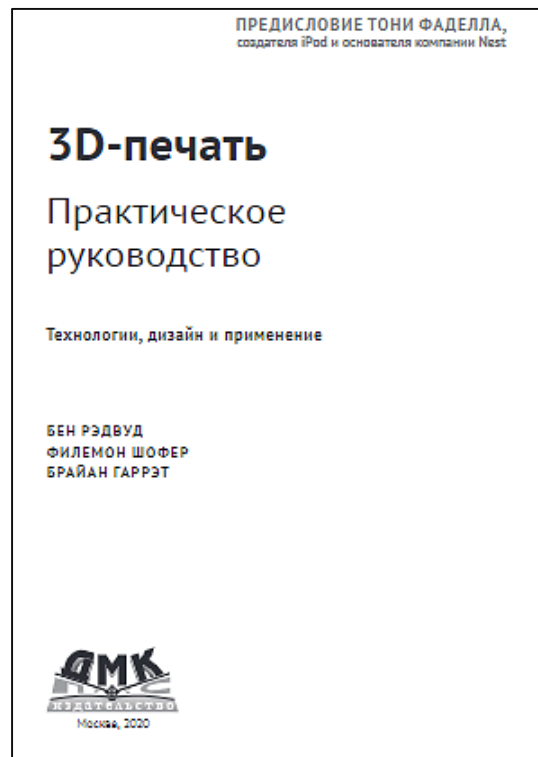 ПРЕДИСЛОВИЕ ТОНИ ФАДЕЛЛА,
создателя iPod и основателя компании Nest
3D-печать
Практическое
руководство
Технологии, дизайн и применение
БЕН РЭДВУД
ФИЛЕМОН ШОФЕР
БРАЙАН ГАРРЭТ
ДМК
издательство
Москва, 2020